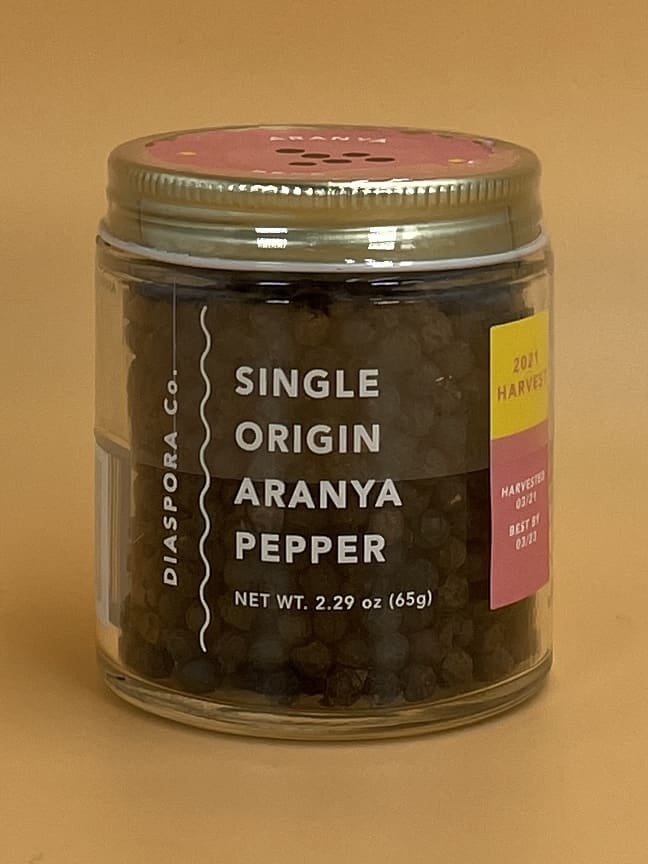 ARANYA
DIASPORA Co.
SINGLE
ORIGIN
ARANYA
PEPPER
NET WT. 2.29 oz (65g)
2021
HARVEST
HARVESTED
03/21
BEST BY
03/23